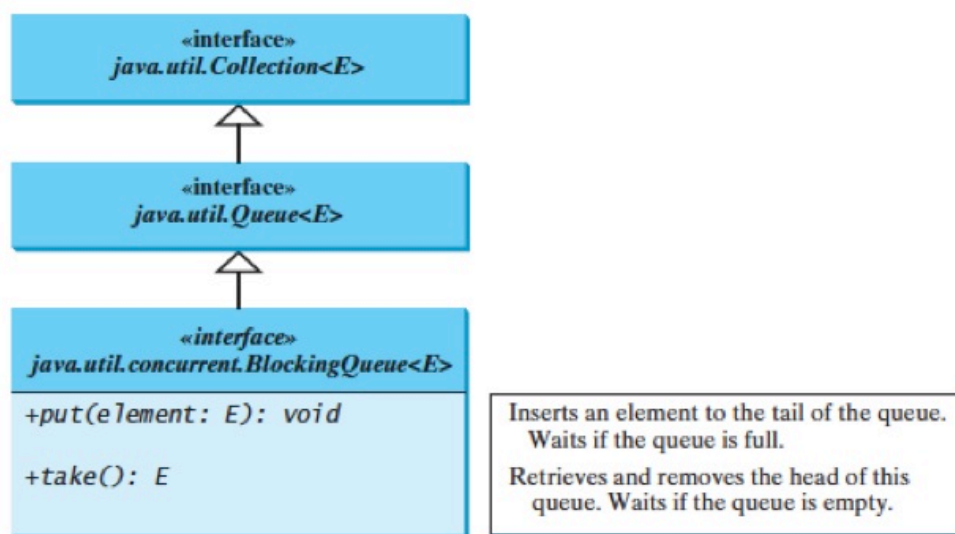 «interface»
java.util.Collection<E>
«interface»
java.util.Queue<E>
«interface»
java.util.concurrent.BlockingQueue<E>
+put(element: E): void
+take(): E
Inserts an element to the tail of the queue.
Waits if the queue is full.
Retrieves and removes the head of this
queue. Waits if the queue is empty.